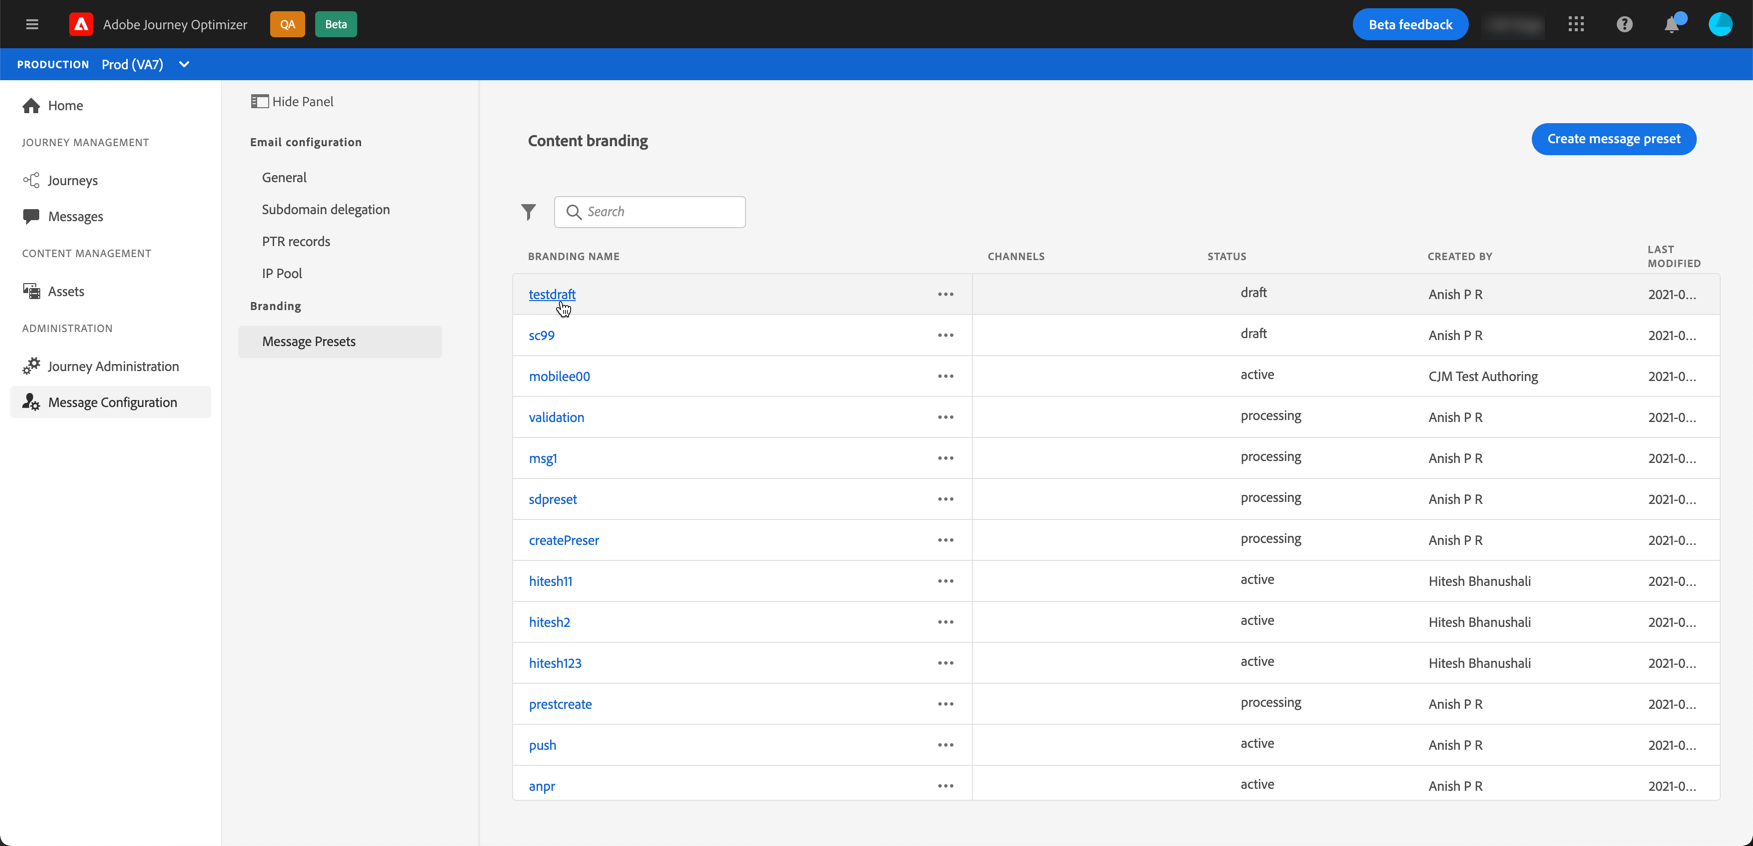 Adobe Journey Optimizer QA Beta Beta feedback
PRODUCTION Prod (VA7)
Home
JOURNEY MANAGEMENT
Journeys
Messages
CONTENT MANAGEMENT
Assets
ADMINISTRATION
Journey Administration
Message Configuration
Hide Panel
Email configuration
General
Subdomain delegation
PTR records
IP Pool
Branding
Message Presets
Content branding
Create message preset
Search
BRANDING NAME CHANNELS STATUS CREATED BY LAST MODIFIED
testdraft ••• draft Anish P R 2021-0...
sc99 ••• draft Anish P R 2021-0...
mobilee00 ••• active CJM Test Authoring 2021-0...
validation ••• processing Anish P R 2021-0...
msg1 ••• processing Anish P R 2021-0...
sdpreset ••• processing Anish P R 2021-0...
createPreser ••• processing Anish P R 2021-0...
hitesh11 ••• active Hitesh Bhanushali 2021-0...
hitesh2 ••• active Hitesh Bhanushali 2021-0...
hitesh123 ••• active Hitesh Bhanushali 2021-0...
prestcreate ••• processing Anish P R 2021-0...
push ••• active Anish P R 2021-0...
anpr ••• active Anish P R 2021-0...